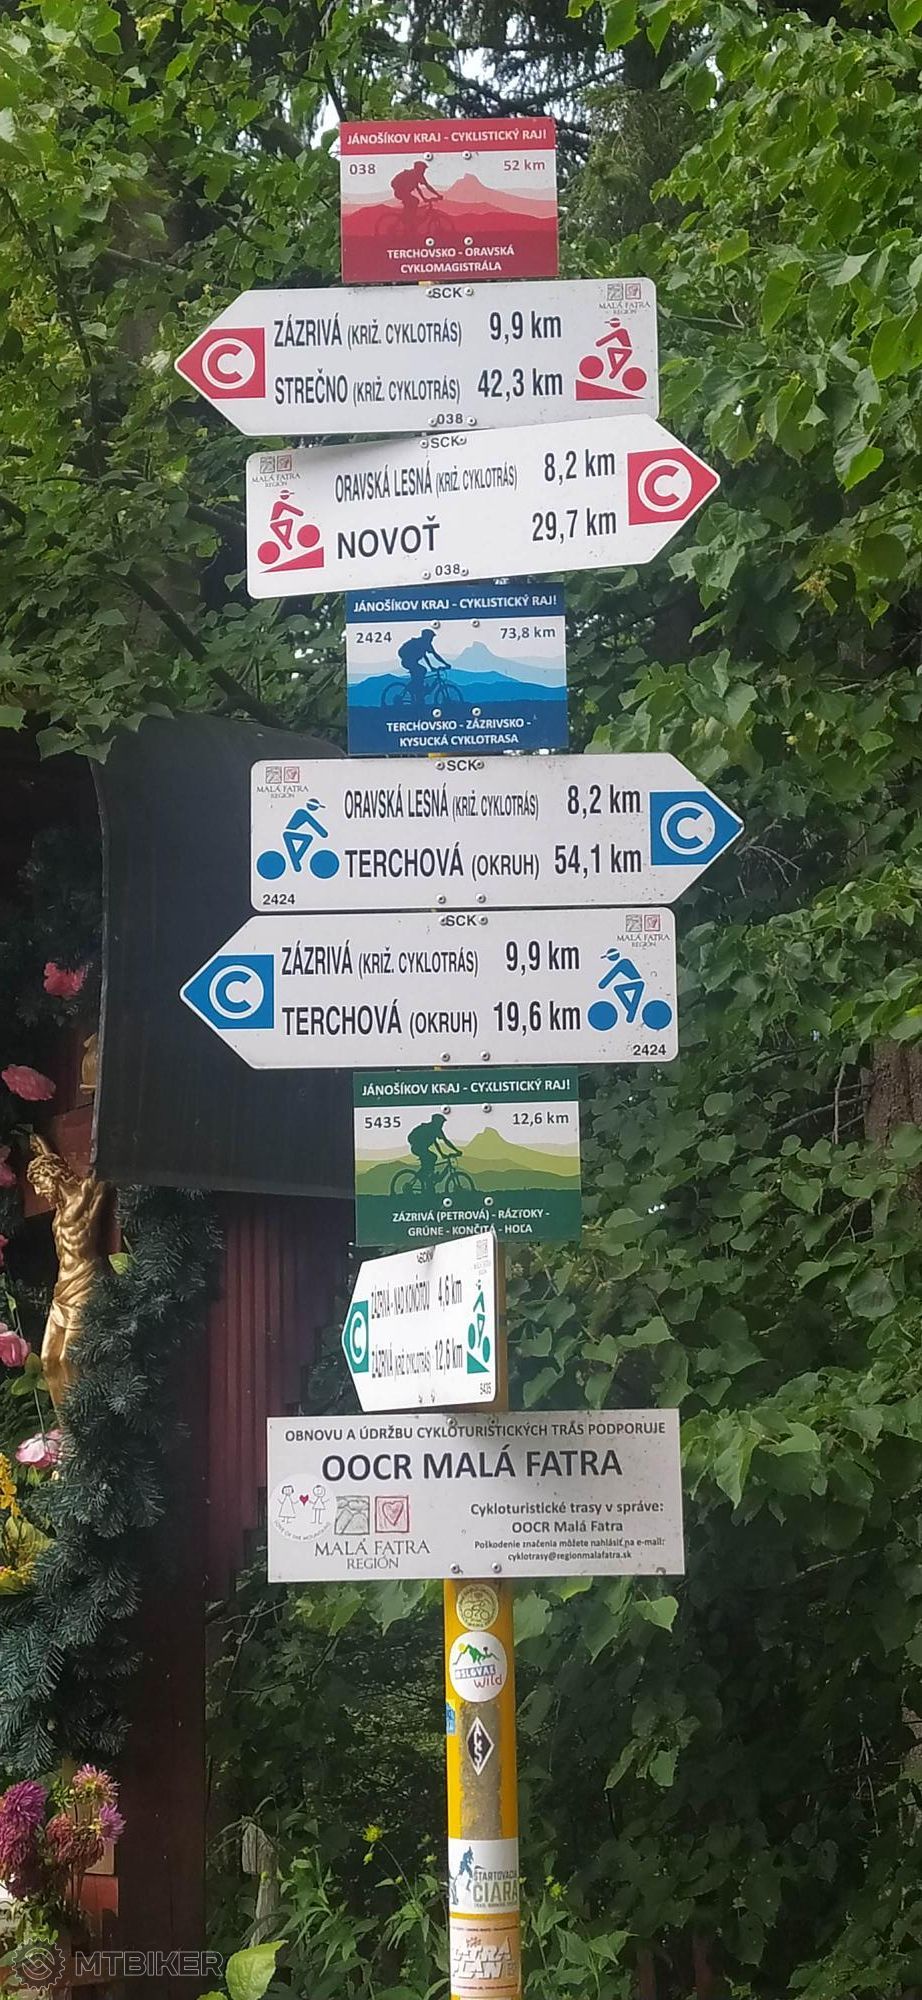 JÁNOŠÍKOV KRAJ - CYKLISTICKÝ RAJ!
038 52 km
TERCHOVSKO - ORAVSKÁ
CYKLOMAGISTRÁLA
SCK
MALÁ FATRA
REGIÓN
C ZÁZRIVÁ (KRIŽ. CYKLOTRÁS) 9,9 km
STREČNO (KRIŽ. CYKLOTRÁS) 42,3 km
038
SCK
MALÁ FATRA
REGIÓN
ORAVSKÁ LESNÁ (KRIŽ. CYKLOTRÁS) 8,2 km C
NOVOŤ 29,7 km
038
JÁNOŠÍKOV KRAJ - CYKLISTICKÝ RAJ!
2424 73,8 km
TERCHOVSKO - ZÁZRIVSKO -
KYSUCKÁ CYKLOTRASA
SCK
MALÁ FATRA
REGIÓN
ORAVSKÁ LESNÁ (KRIŽ. CYKLOTRÁS) 8,2 km C
TERCHOVÁ (OKRUH) 54,1 km
2424
SCK
MALÁ FATRA
REGIÓN
C ZÁZRIVÁ (KRIŽ. CYKLOTRÁS) 9,9 km
TERCHOVÁ (OKRUH) 19,6 km
2424
JÁNOŠÍKOV KRAJ - CYKLISTICKÝ RAJ!
5435 12,6 km
ZÁZRIVÁ (PETROVÁ) - RÁZTOKY -
GRÚNE - KONČITÁ - HOĽA
C ZÁZRIVÁ - NAD KONČITOU 4,6 km
ZÁZRIVÁ (KRIŽ. CYKLOTRÁS) 12,6 km
5435
OBNOVU A ÚDRŽBU CYKLOTURISTICKÝCH TRÁS PODPORUJE
OOCR MALÁ FATRA
Cykloturistické trasy v správe:
OOCR Malá Fatra
Poškodenie značenia môžete nahlásiť na e-mail:
cyklotrasy@regionmalafatra.sk
MALÁ FATRA
REGIÓN
SLOVAK
wild
ČKS
ŠTARTOVACIA
ČIARA
MTBIKER